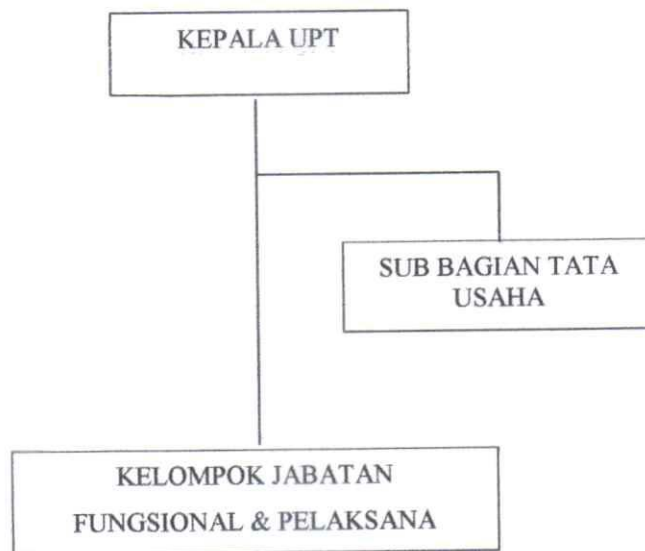 KEPALA UPT
SUB BAGIAN TATA
USAHA
KELOMPOK JABATAN
FUNGSIONAL & PELAKSANA